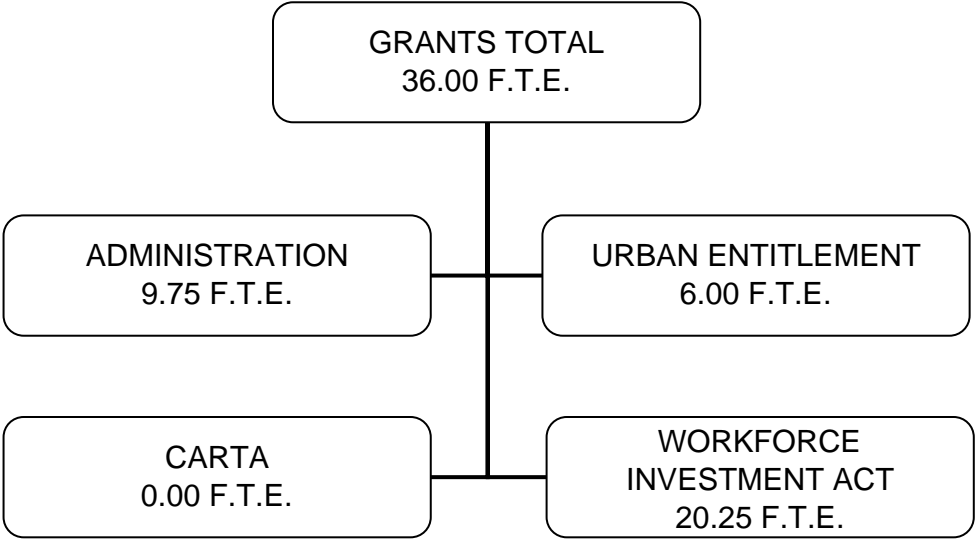 GRANTS TOTAL
36.00 F.T.E.
ADMINISTRATION
9.75 F.T.E.
URBAN ENTITLEMENT
6.00 F.T.E.
CARTA
0.00 F.T.E.
WORKFORCE
INVESTMENT ACT
20.25 F.T.E.